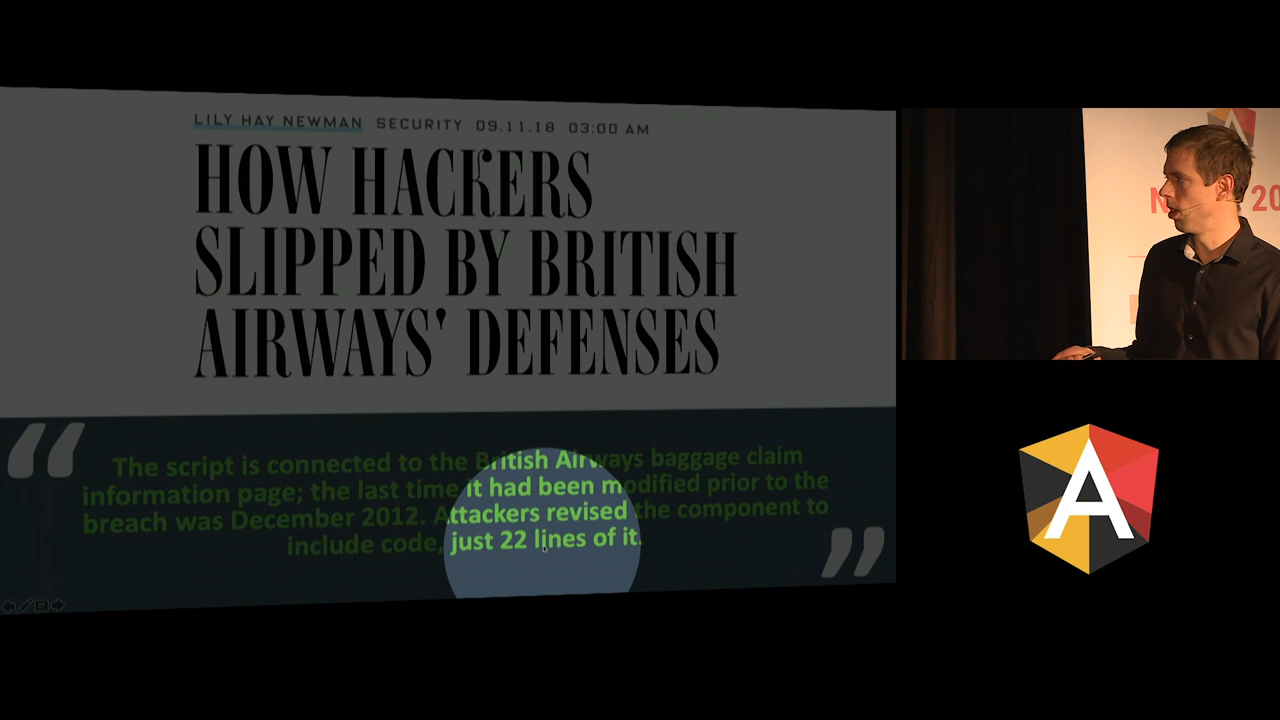 LILY HAY NEWMAN SECURITY 09.11.18 03:00 AM
HOW HACKERS
SLIPPED BY BRITISH
AIRWAYS' DEFENSES
“
The script is connected to the British Airways baggage claim
information page; the last time it had been modified prior to the
breach was December 2012. Attackers revised the component to
include code, just 22 lines of it.
”
N
20
A